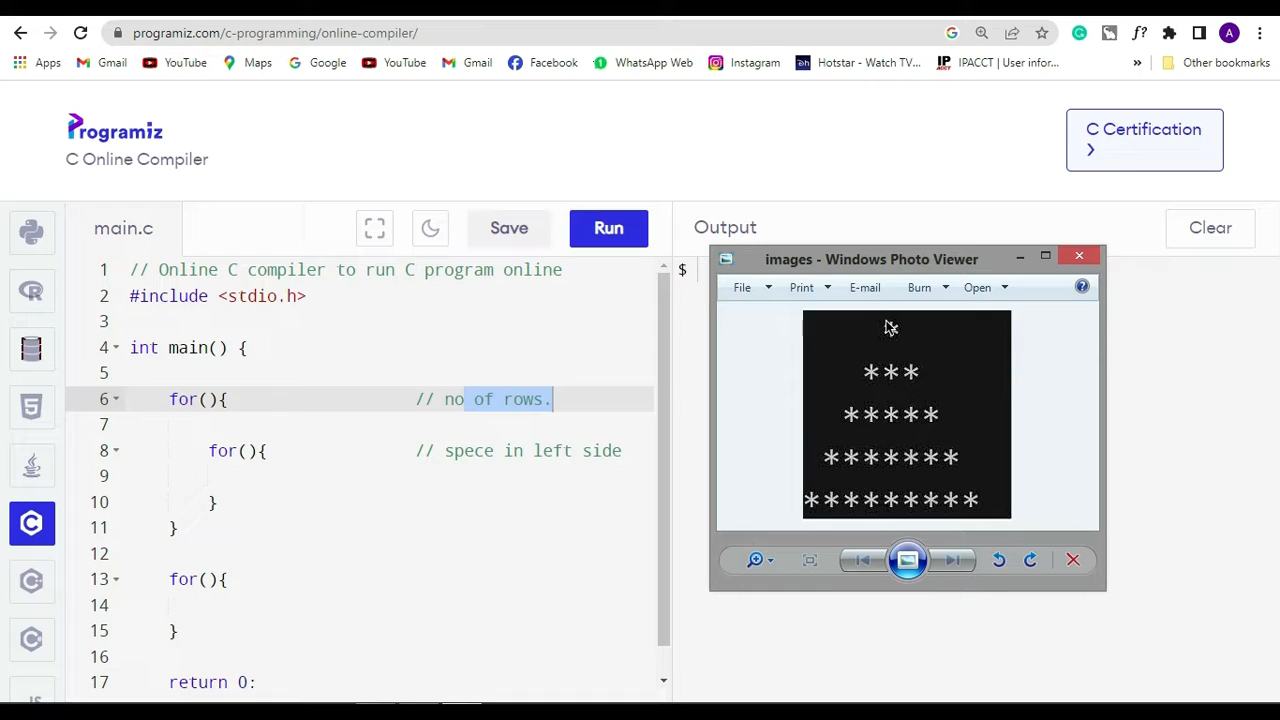 programiz.com/c-programming/online-compiler/
A
Apps Gmail YouTube Maps Google YouTube Gmail Facebook WhatsApp Web Instagram Hotstar - Watch TV... IPACCT | User infor... » Other bookmarks
Programiz
C Online Compiler
C Certification
main.c
Save
Run
Output
Clear
1 // Online C compiler to run C program online
2 #include <stdio.h>
3
4 int main() {
5
6 for(){ // no of rows.
7
8 for(){ // spece in left side
9
10 }
11 }
12
13 for(){
14
15 }
16
17 return 0:
$
images - Windows Photo Viewer
File Print E-mail Burn Open
***
*****
*******
*********